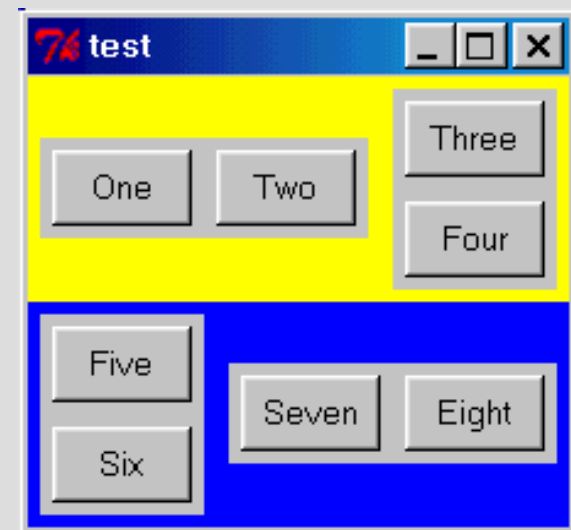 test
One Two
Three
Four
Five
Six
Seven Eight